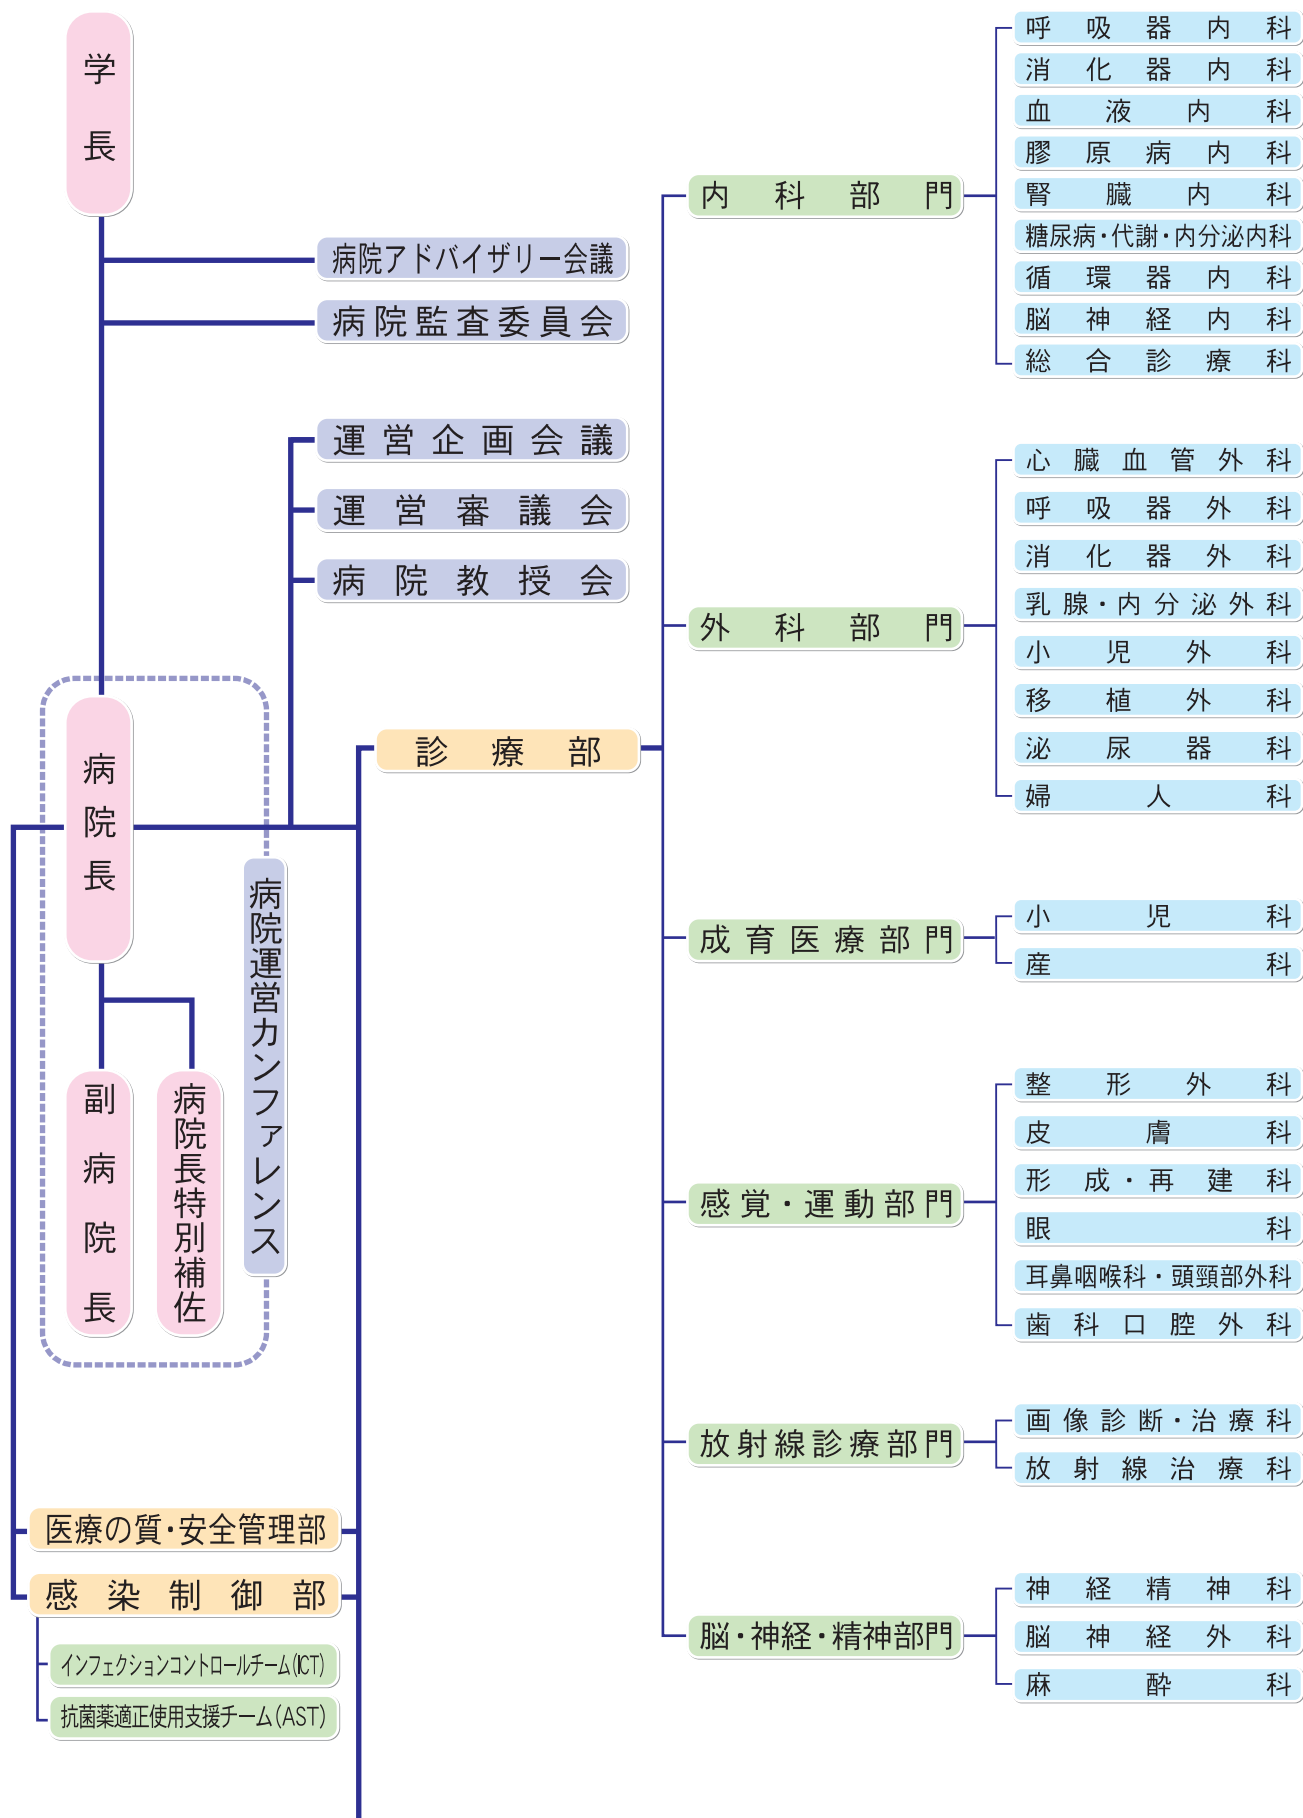 学長
病院アドバイザリー会議
病院監査委員会
運営企画会議
運営審議会
病院教授会
病院長
副病院長
病院長特別補佐
病院運営カンファレンス
医療の質・安全管理部
感染制御部
インフェクションコントロールチーム(ICT)
抗菌薬適正使用支援チーム(AST)
診療部
内科部門
呼吸器内科
消化器内科
血液内科
膠原病内科
腎臓内科
糖尿病・代謝・内分泌内科
循環器内科
脳神経内科
総合診療科
外科部門
心臓血管外科
呼吸器外科
消化器外科
乳腺・内分泌外科
小児外科
移植外科
泌尿器科
婦人科
成育医療部門
小児科
産科
感覚・運動部門
整形外科
皮膚科
形成・再建科
眼科
耳鼻咽喉科・頭頸部外科
歯科口腔外科
放射線診療部門
画像診断・治療科
放射線治療科
脳・神経・精神部門
神経精神科
脳神経外科
麻酔科